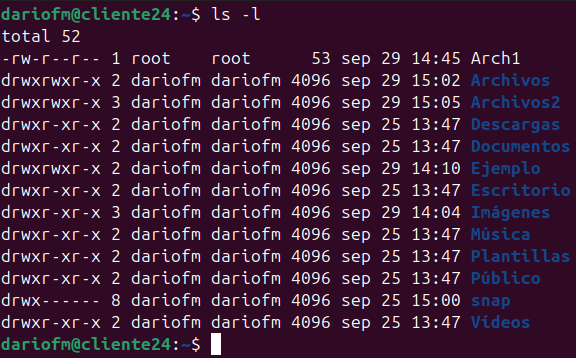 dariofm@cliente24:~$ ls -l
total 52
-rw-r--r-- 1 root    root      53 sep 29 14:45 Arch1
drwxrwxr-x 2 dariofm dariofm 4096 sep 29 15:02 Archivos
drwxrwxr-x 3 dariofm dariofm 4096 sep 29 15:05 Archivos2
drwxr-xr-x 2 dariofm dariofm 4096 sep 25 13:47 Descargas
drwxr-xr-x 2 dariofm dariofm 4096 sep 25 13:47 Documentos
drwxrwxr-x 2 dariofm dariofm 4096 sep 29 14:10 Ejemplo
drwxr-xr-x 2 dariofm dariofm 4096 sep 25 13:47 Escritorio
drwxr-xr-x 3 dariofm dariofm 4096 sep 29 14:04 Imágenes
drwxr-xr-x 2 dariofm dariofm 4096 sep 25 13:47 Música
drwxr-xr-x 2 dariofm dariofm 4096 sep 25 13:47 Plantillas
drwxr-xr-x 2 dariofm dariofm 4096 sep 25 13:47 Público
drwx------ 8 dariofm dariofm 4096 sep 25 15:00 snap
drwxr-xr-x 2 dariofm dariofm 4096 sep 25 13:47 Vídeos
dariofm@cliente24:~$